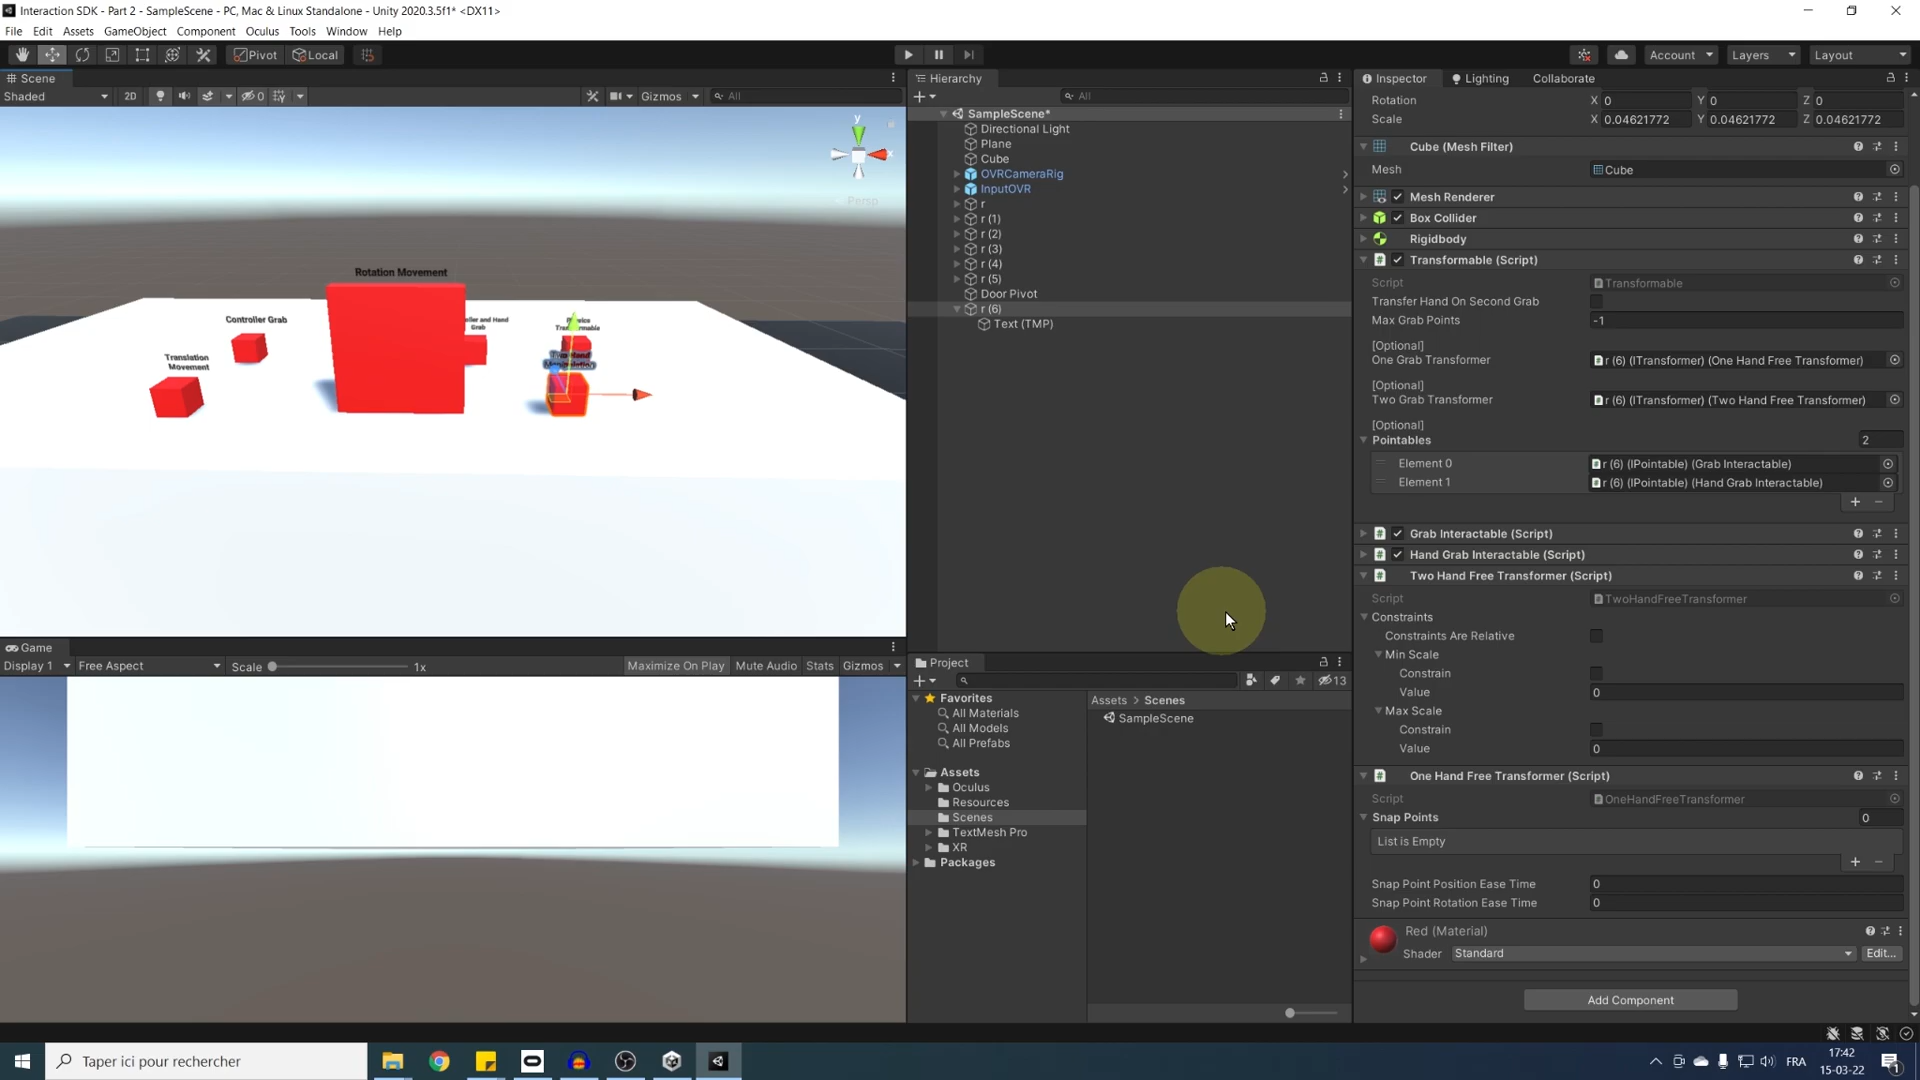 Interaction SDK - Part 2 - SampleScene - PC, Mac & Linux Standalone - Unity 2020.3.5f1* <DX11>
File Edit Assets GameObject Component Oculus Tools Window Help
Pivot Local Account Layers Layout
Scene
Shaded 2D 0 Gizmos All
y
x
Persp
Rotation Movement
Controller Grab
Translation
Movement
Game
Display 1 Free Aspect Scale 1x Maximize On Play Mute Audio Stats Gizmos
Hierarchy
All
SampleScene*
Directional Light
Plane
Cube
OVRCameraRig
InputOVR
r
r (1)
r (2)
r (3)
r (4)
r (5)
Door Pivot
r (6)
Text (TMP)
Project
13
Favorites
All Materials
All Models
All Prefabs
Assets
Oculus
Resources
Scenes
TextMesh Pro
XR
Packages
Assets > Scenes
SampleScene
Inspector Lighting Collaborate
Rotation X 0 Y 0 Z 0
Scale X 0.04621772 Y 0.04621772 Z 0.04621772
Cube (Mesh Filter)
Mesh Cube
Mesh Renderer
Box Collider
Rigidbody
Transformable (Script)
Script Transformable
Transfer Hand On Second Grab
Max Grab Points -1
[Optional]
One Grab Transformer r (6) (ITransformer) (One Hand Free Transformer)
[Optional]
Two Grab Transformer r (6) (ITransformer) (Two Hand Free Transformer)
[Optional]
Pointables 2
Element 0 r (6) (IPointable) (Grab Interactable)
Element 1 r (6) (IPointable) (Hand Grab Interactable)
Grab Interactable (Script)
Hand Grab Interactable (Script)
Two Hand Free Transformer (Script)
Script TwoHandFreeTransformer
Constraints
Constraints Are Relative
Min Scale
Constrain
Value 0
Max Scale
Constrain
Value 0
One Hand Free Transformer (Script)
Script OneHandFreeTransformer
Snap Points 0
List is Empty
Snap Point Position Ease Time 0
Snap Point Rotation Ease Time 0
Red (Material)
Shader Standard Edit...
Add Component
Taper ici pour rechercher
FRA
17:42
15-03-22
1